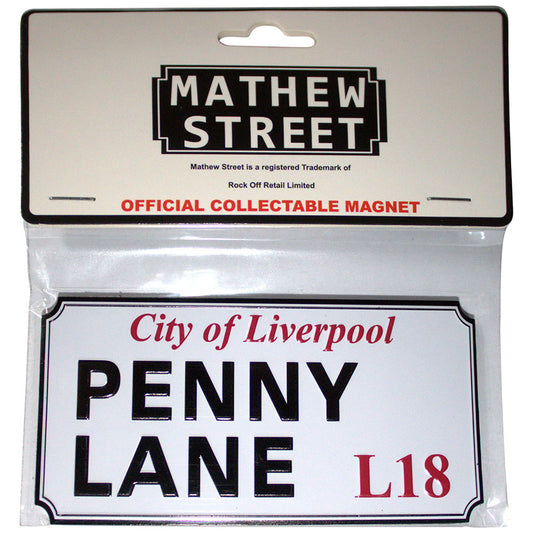 MATHEW
STREET
Mathew Street is a registered Trademark of
Rock Off Retail Limited
OFFICIAL COLLECTABLE MAGNET
City of Liverpool
PENNY
LANE L18